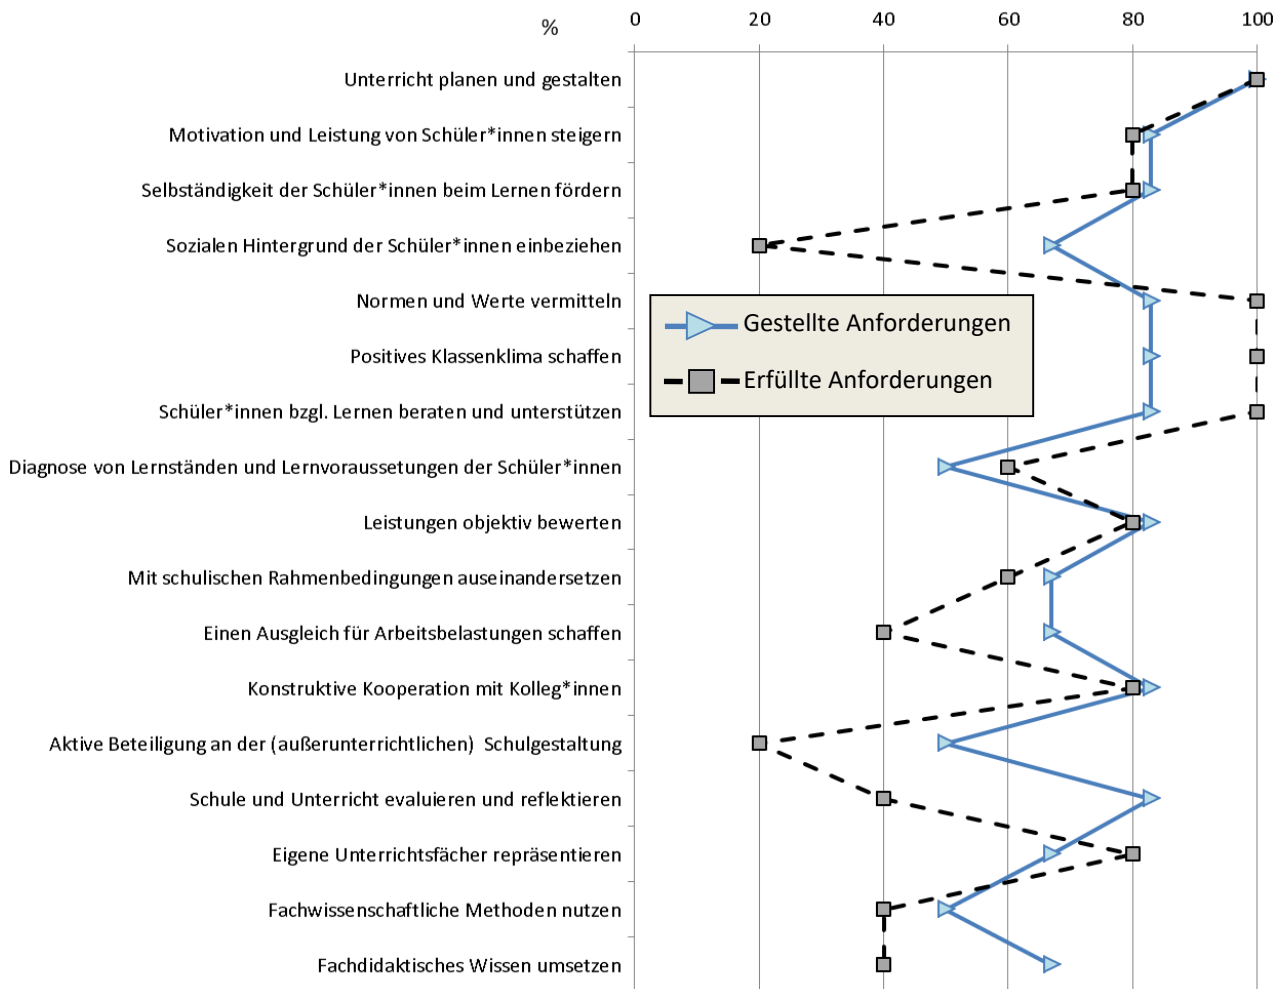 % 0 20 40 60 80 100
Unterricht planen und gestalten
Motivation und Leistung von Schüler*innen steigern
Selbständigkeit der Schüler*innen beim Lernen fördern
Sozialen Hintergrund der Schüler*innen einbeziehen
Normen und Werte vermitteln
Gestellte Anforderungen
Positives Klassenklima schaffen
Erfüllte Anforderungen
Schüler*innen bzgl. Lernen beraten und unterstützen
Diagnose von Lernständen und Lernvoraussetungen der Schüler*innen
Leistungen objektiv bewerten
Mit schulischen Rahmenbedingungen auseinandersetzen
Einen Ausgleich für Arbeitsbelastungen schaffen
Konstruktive Kooperation mit Kolleg*innen
Aktive Beteiligung an der (außerunterrichtlichen) Schulgestaltung
Schule und Unterricht evaluieren und reflektieren
Eigene Unterrichtsfächer repräsentieren
Fachwissenschaftliche Methoden nutzen
Fachdidaktisches Wissen umsetzen